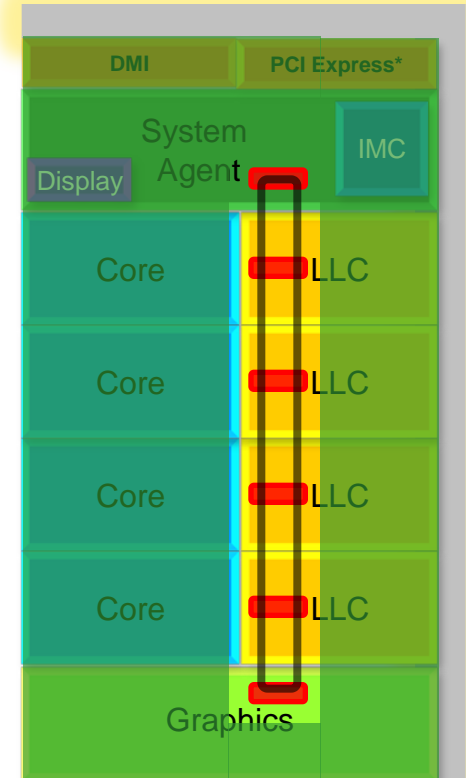 DMI
PCI Express*
System
Agent
IMC
Display
Core
LLC
Core
LLC
Core
LLC
Core
LLC
Graphics